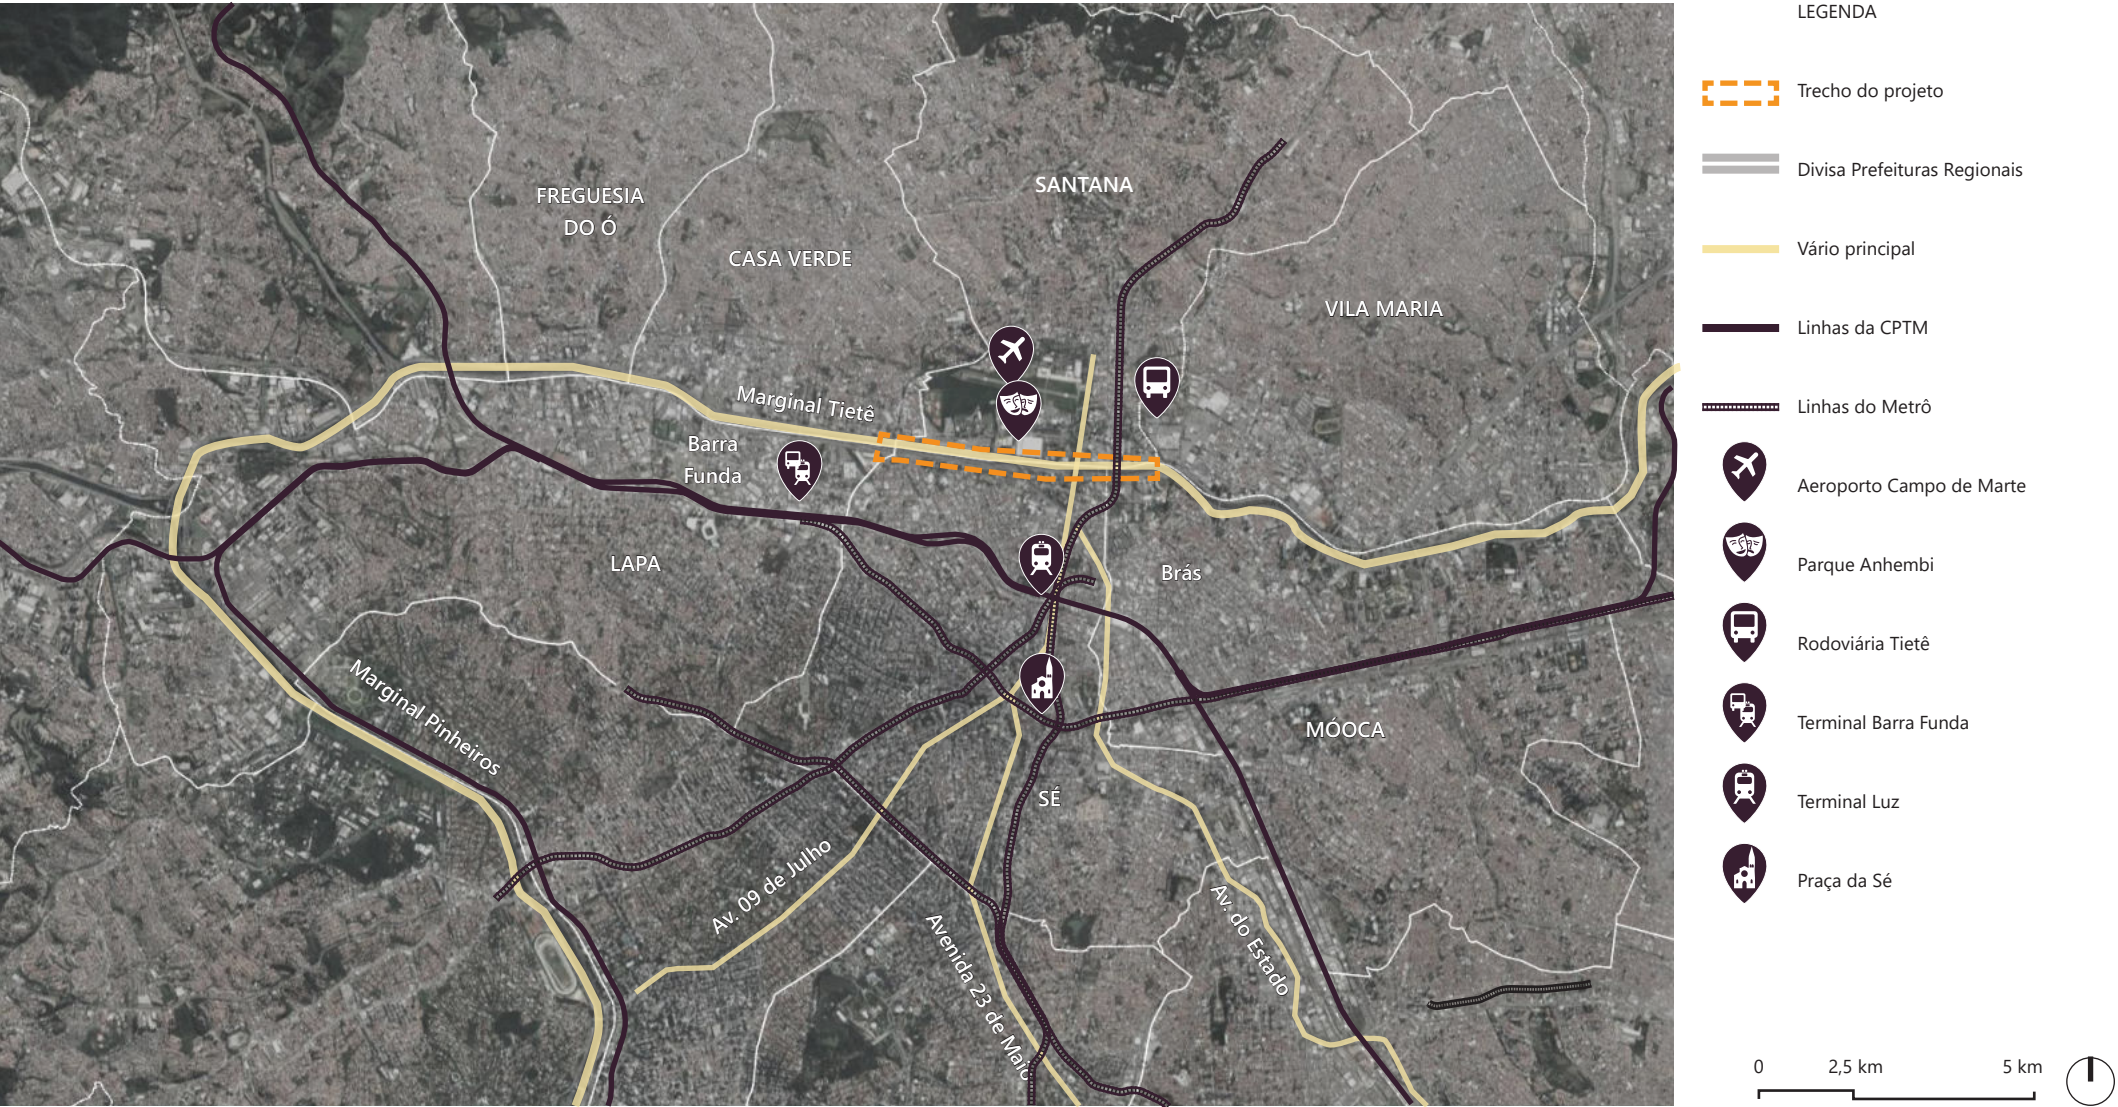 LEGENDA
Trecho do projeto
Divisa Prefeituras Regionais
Vário principal
Linhas da CPTM
Linhas do Metrô
Aeroporto Campo de Marte
Parque Anhembi
Rodoviária Tietê
Terminal Barra Funda
Terminal Luz
Praça da Sé
0
2,5 km
5 km
SANTANA
FREGUESIA
DO Ó
CASA VERDE
VILA MARIA
Marginal Tietê
Barra
Funda
LAPA
Brás
Marginal Pinheiros
MÓOCA
SÉ
Av. 09 de Julho
Avenida 23 de Maio
Av. do Estado